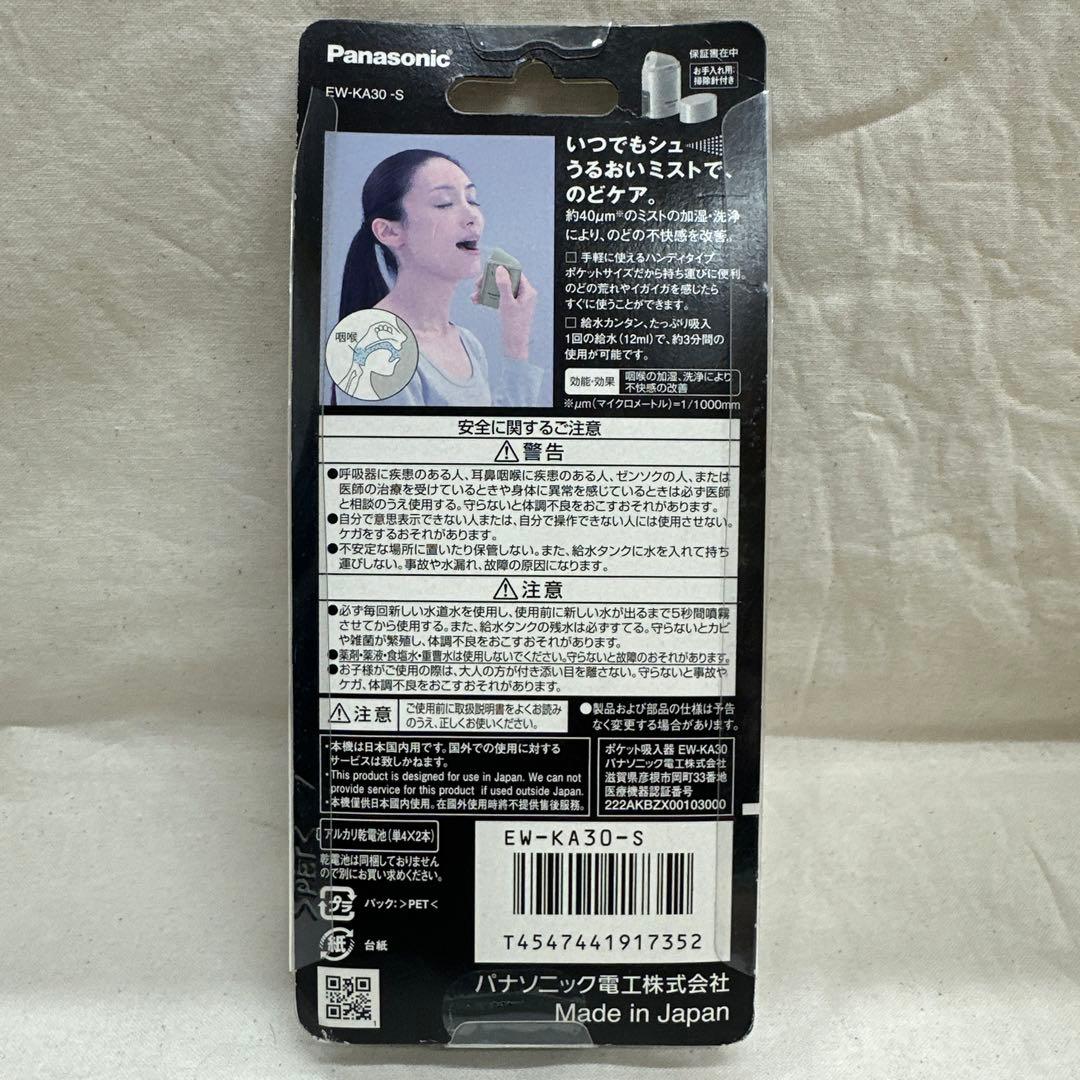 Panasonic
EW-KA30 -S
保証書在中
お手入れ用:
掃除針付き
いつでもシュ
うるおいミストで、
のどケア。
約40μm※のミストの加湿・洗浄
により、のどの不快感を改善。
□ 手軽に使えるハンディタイプ
ポケットサイズだから持ち運びに便利。
のどの荒れやイガイガを感じたら
すぐに使うことができます。
□ 給水カンタン、たっぷり吸入
1回の給水(12ml)で、約3分間の
使用が可能です。
効能・効果
咽喉の加湿、洗浄により
不快感の改善
※μm(マイクロメートル)=1/1000mm
咽喉
安全に関するご注意
⚠警告
●呼吸器に疾患のある人、耳鼻咽喉に疾患のある人、ゼンソクの人、または
医師の治療を受けているときや身体に異常を感じているときは必ず医師
と相談のうえ使用する。守らないと体調不良をおこすおそれがあります。
●自分で意思表示できない人または、自分で操作できない人には使用させない。
ケガをするおそれがあります。
●不安定な場所に置いたり保管しない。また、給水タンクに水を入れて持ち
運びしない。事故や水漏れ、故障の原因になります。
⚠注意
●必ず毎回新しい水道水を使用し、使用前に新しい水が出るまで5秒間噴霧
させてから使用する。また、給水タンクの残水は必ずすてる。守らないとカビ
や雑菌が繁殖し、体調不良をおこすおそれがあります。
●薬剤・薬液・食塩水・重曹水は使用しないでください。守らないと故障のおそれがあります。
●お子様がご使用の際は、大人の方が付き添い目を離さない。守らないと事故や
ケガ、体調不良をおこすおそれがあります。
⚠注意
ご使用前に取扱説明書をよくお読み
のうえ、正しくお使いください。
●製品および部品の仕様は予告
なく変更する場合があります。
・本機は日本国内用です。国外での使用に対する
サービスは致しかねます。
・This product is designed for use in Japan. We can not
provide service for this product if used outside Japan.
・本機僅供日本國内使用。在國外使用時將不提供售後服務。
ポケット吸入器 EW-KA30
パナソニック電工株式会社
滋賀県彦根市岡町33番地
医療機器認証番号
222AKBZX00103000
アルカリ乾電池(単4×2本)
乾電池は同梱しておりません
ので別にお買い求めください。
プラ パック:>PET<
紙 台紙
>PET<
EW-KA30-S
T4547441917352
1
パナソニック電工株式会社
Made in Japan